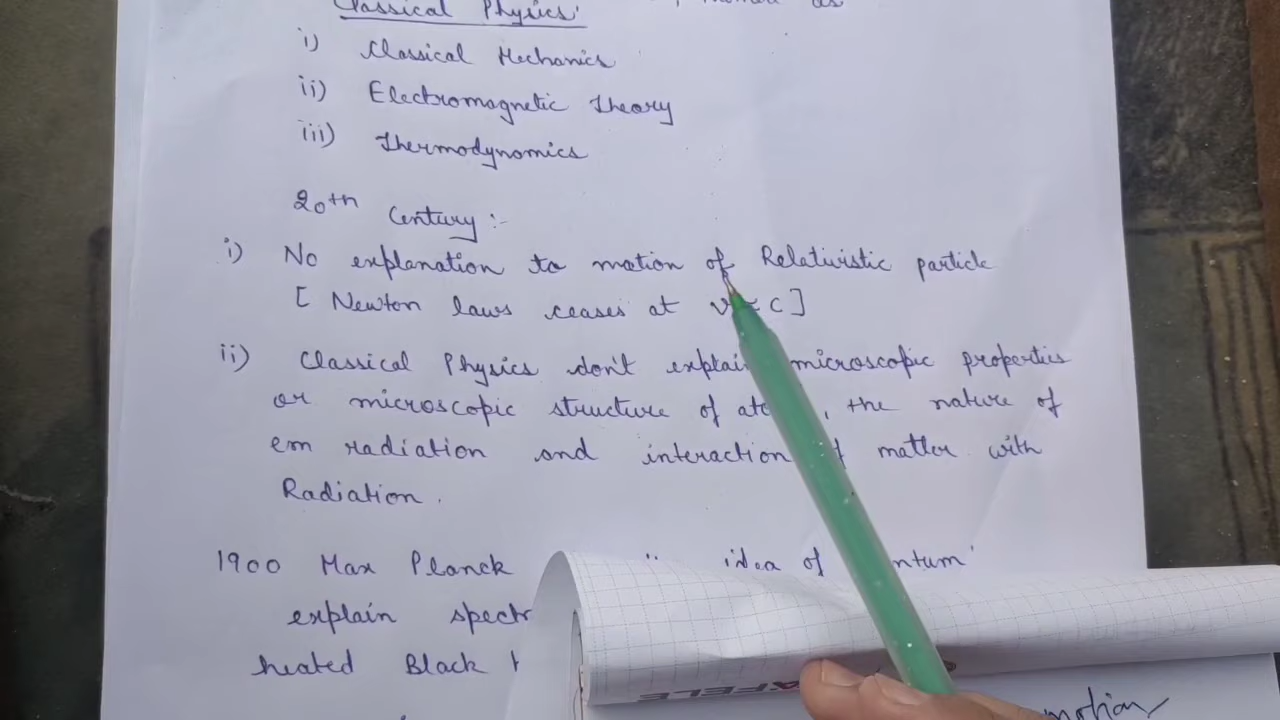 Classical Physics:
i) Classical Mechanics
ii) Electromagnetic Theory
iii) Thermodynamics
20th Century :-
i) No explanation to motion of Relativistic particle
[ Newton laws ceases at v ~ c ]
ii) Classical Physics don't explain microscopic properties
or microscopic structure of , the nature of
em radiation and interaction matter with
Radiation.
1900 Max Planck idea of
explain
heated Black
AFELE
motion